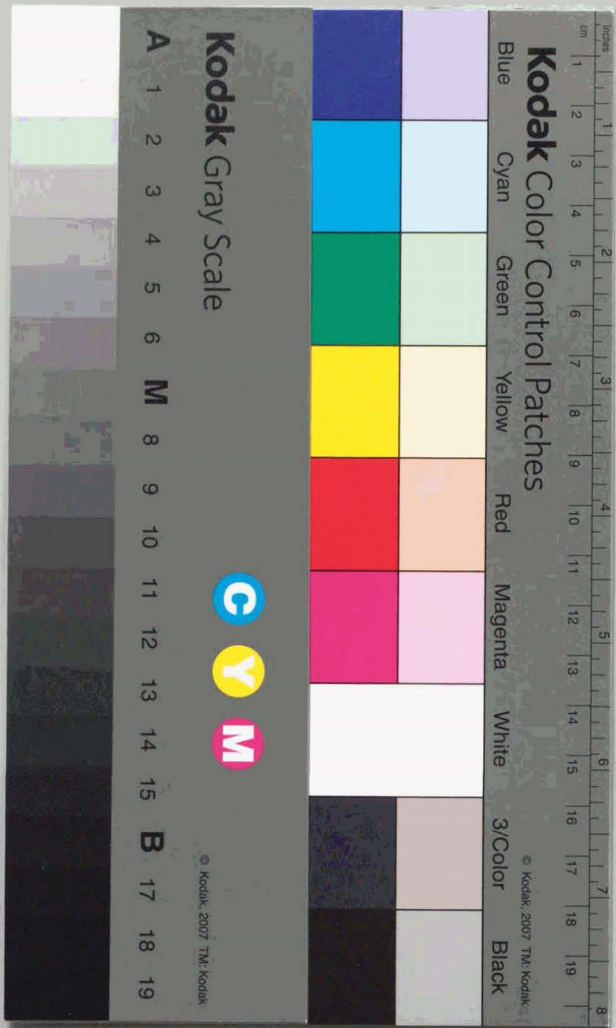 Inches 1 2 3 4 5 6 7 8
cm 1 2 3 4 5 6 7 8 9 10 11 12 13 14 15 16 17 18 19
Kodak Color Control Patches © Kodak, 2007 TM: Kodak
Blue Cyan Green Yellow Red Magenta White 3/Color Black
Kodak Gray Scale C Y M © Kodak, 2007 TM: Kodak
A 1 2 3 4 5 6 M 8 9 10 11 12 13 14 15 B 17 18 19